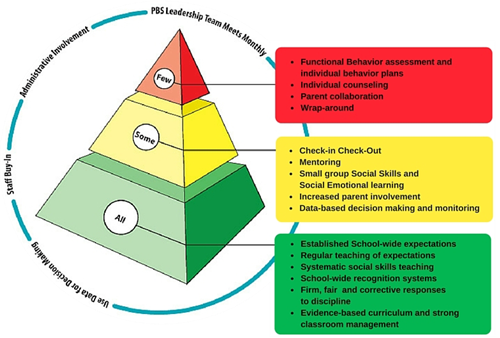 PBS Leadership Team Meets Monthly
Administrative Involvement
Staff Buy-In
Use Data for Decision Making
Few
Some
All
• Functional Behavior assessment and
individual behavior plans
• Individual counseling
• Parent collaboration
• Wrap-around
• Check-in Check-Out
• Mentoring
• Small group Social Skills and
Social Emotional learning
• Increased parent involvement
• Data-based decision making and monitoring
• Established School-wide expectations
• Regular teaching of expectations
• Systematic social skills teaching
• School-wide recognition systems
• Firm, fair and corrective responses
to discipline
• Evidence-based curriculum and strong
classroom management